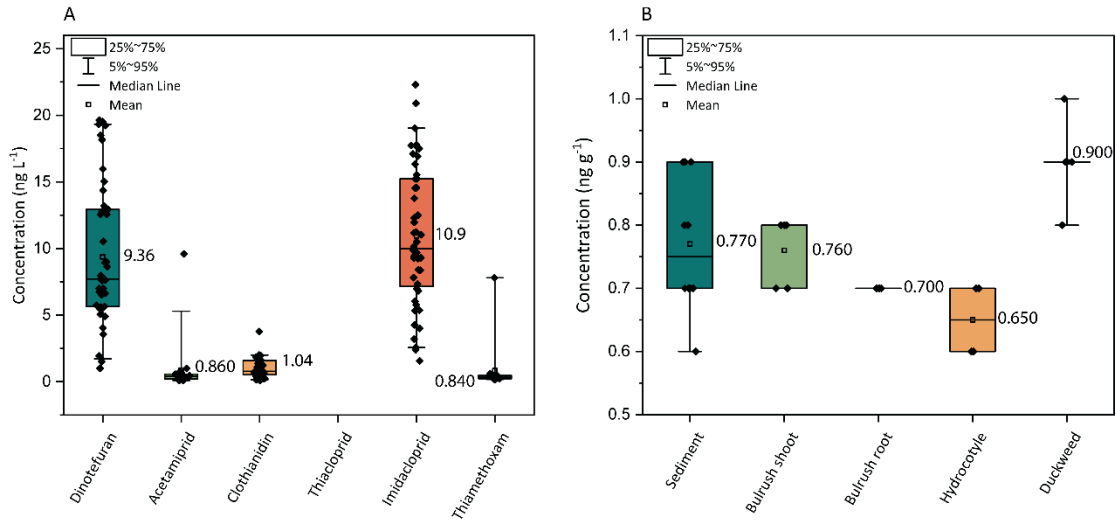 A
25%~75%
5%~95%
Median Line
Mean
Concentration (ng L⁻¹)
25
20
15
10
5
0
9.36
0.860
1.04
10.9
0.840
Dinotefuran
Acetamiprid
Clothianidin
Thiacloprid
Imidacloprid
Thiamethoxam
B
25%~75%
5%~95%
Median Line
Mean
Concentration (ng g⁻¹)
1.1
1.0
0.9
0.8
0.7
0.6
0.5
0.770
0.760
0.700
0.650
0.900
Sediment
Bulrush shoot
Bulrush root
Hydrocotyle
Duckweed